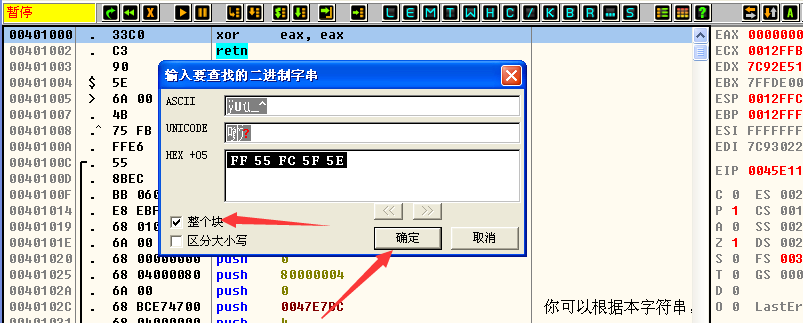 暂停 L E M T W H C / K B R ... S
00401000 . 33C0 xor eax, eax
00401002 . C3 retn
00401003 90
00401004 $ 5E
00401005 > 6A 00
00401007 . 4B
00401008 .^ 75 FB
0040100A . FFE6
0040100C . 55
0040100D . 8BEC
0040100F . BB 060
00401014 . E8 EBF
00401019 . 68 010
0040101E . 6A 00
00401020 . 68 00000000 push 0
00401025 . 68 04000080 push 80000004
0040102A . 6A 00 push 0
0040102C . 68 BCE74700 push 0047E7BC
00401031 . 68 04000000 push 4
输入要查找的二进制字串
ASCII
UNICODE
HEX +05 FF 55 FC 5F 5E
<< >>
整个块
区分大小写
确定 取消
你可以根据本字符串,
EAX 0000000
ECX 0012FFB
EDX 7C92E51
EBX 7FFDE00
ESP 0012FFC
EBP 0012FFF
ESI FFFFFFF
EDI 7C93022
EIP 0045E11
C 0 ES 002
P 1 CS 001
A 0 SS 002
Z 1 DS 002
S 0 FS 003
T 0 GS 000
D 0
O 0 LastEr